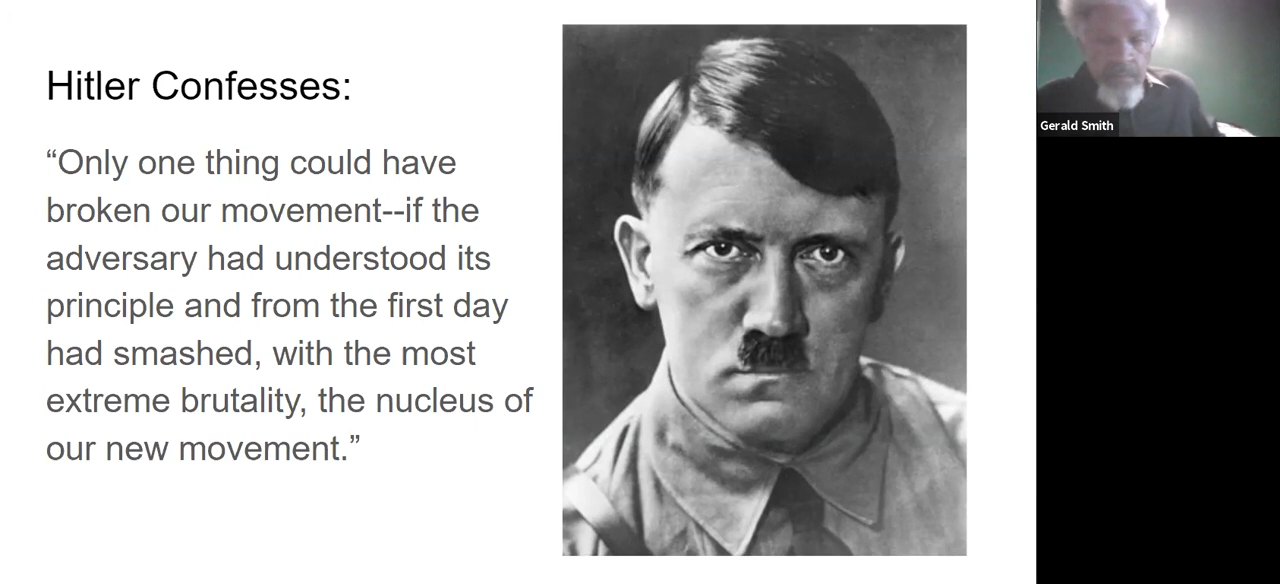 Hitler Confesses:
“Only one thing could have
broken our movement--if the
adversary had understood its
principle and from the first day
had smashed, with the most
extreme brutality, the nucleus of
our new movement.”
Gerald Smith